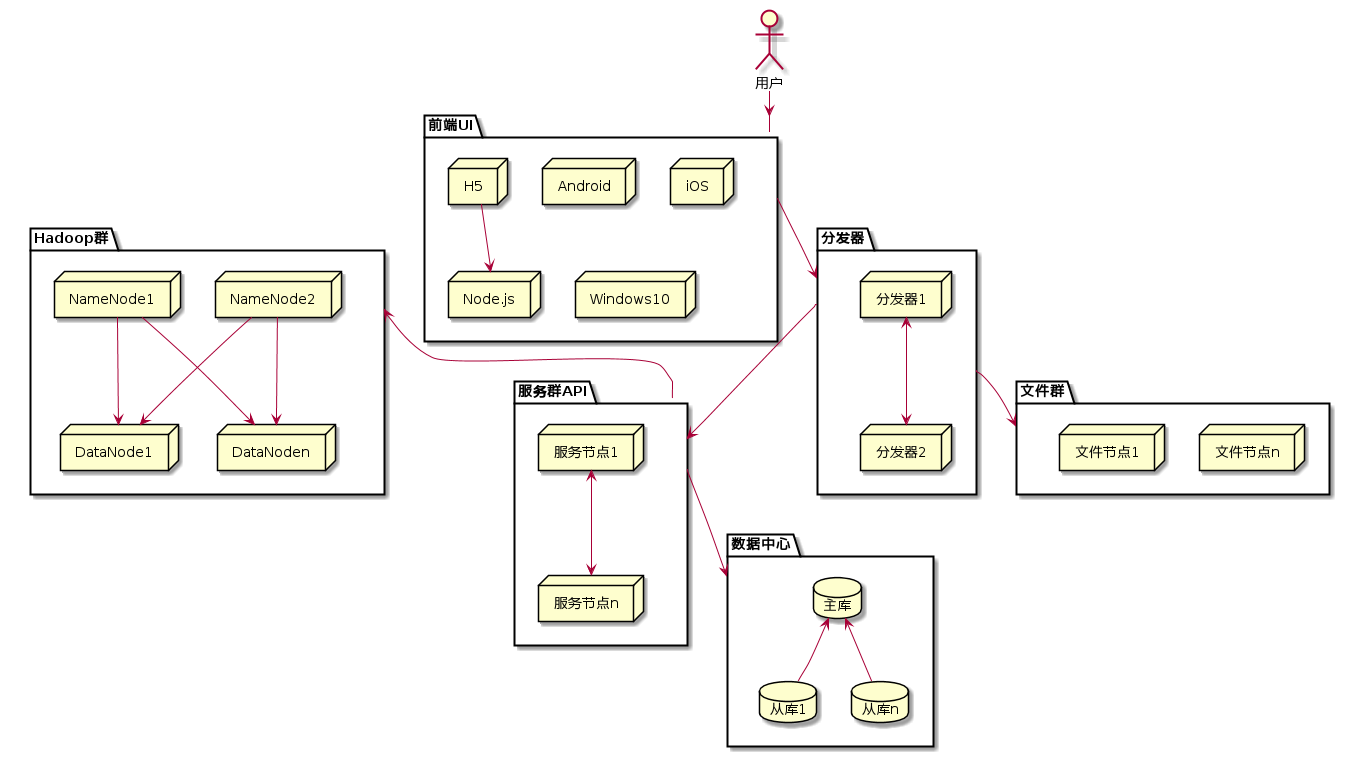 用户
前端UI
H5
Android
iOS
Node.js
Windows10
Hadoop群
NameNode1
NameNode2
DataNode1
DataNoden
分发器
分发器1
分发器2
服务群API
服务节点1
服务节点n
文件群
文件节点1
文件节点n
数据中心
主库
从库1
从库n